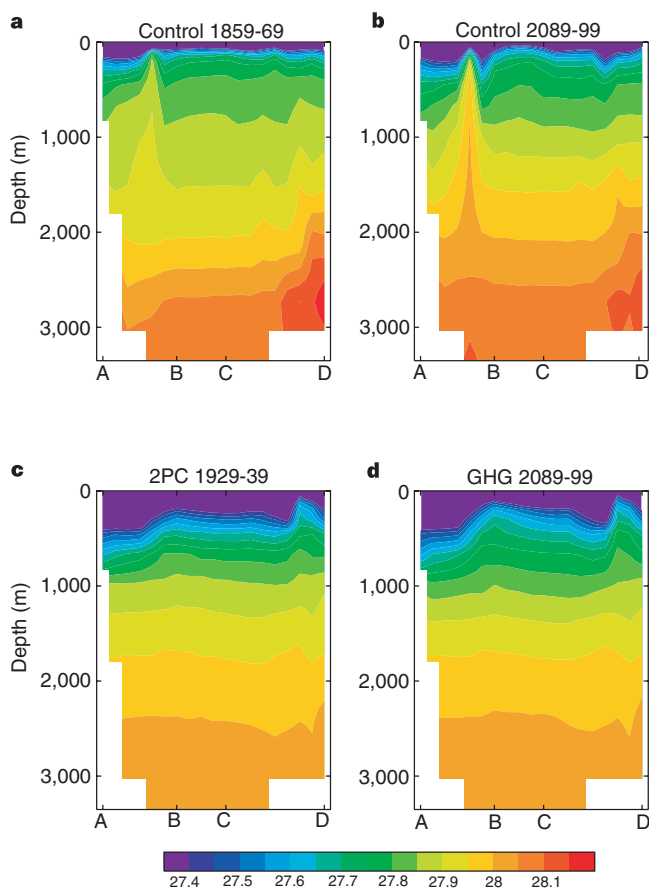 a Control 1859-69
b Control 2089-99
0
1,000
2,000
3,000
Depth (m)
A B C D
0
1,000
2,000
3,000
A B C D
c 2PC 1929-39
d GHG 2089-99
0
1,000
2,000
3,000
Depth (m)
A B C D
0
1,000
2,000
3,000
A B C D
27.4 27.5 27.6 27.7 27.8 27.9 28 28.1